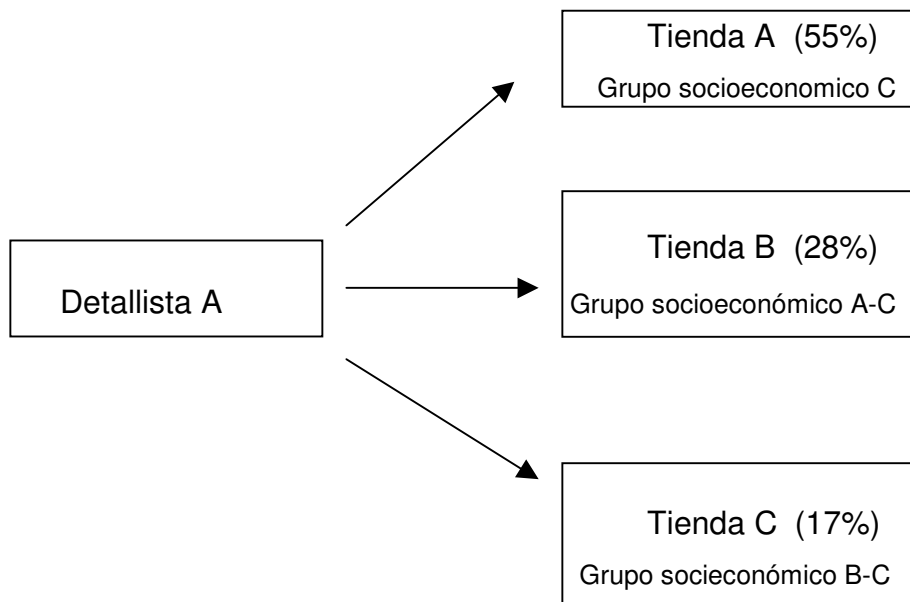 Tienda A (55%)
Grupo socioeconomico C
Detallista A
Tienda B (28%)
Grupo socioeconómico A-C
Tienda C (17%)
Grupo socieconómico B-C